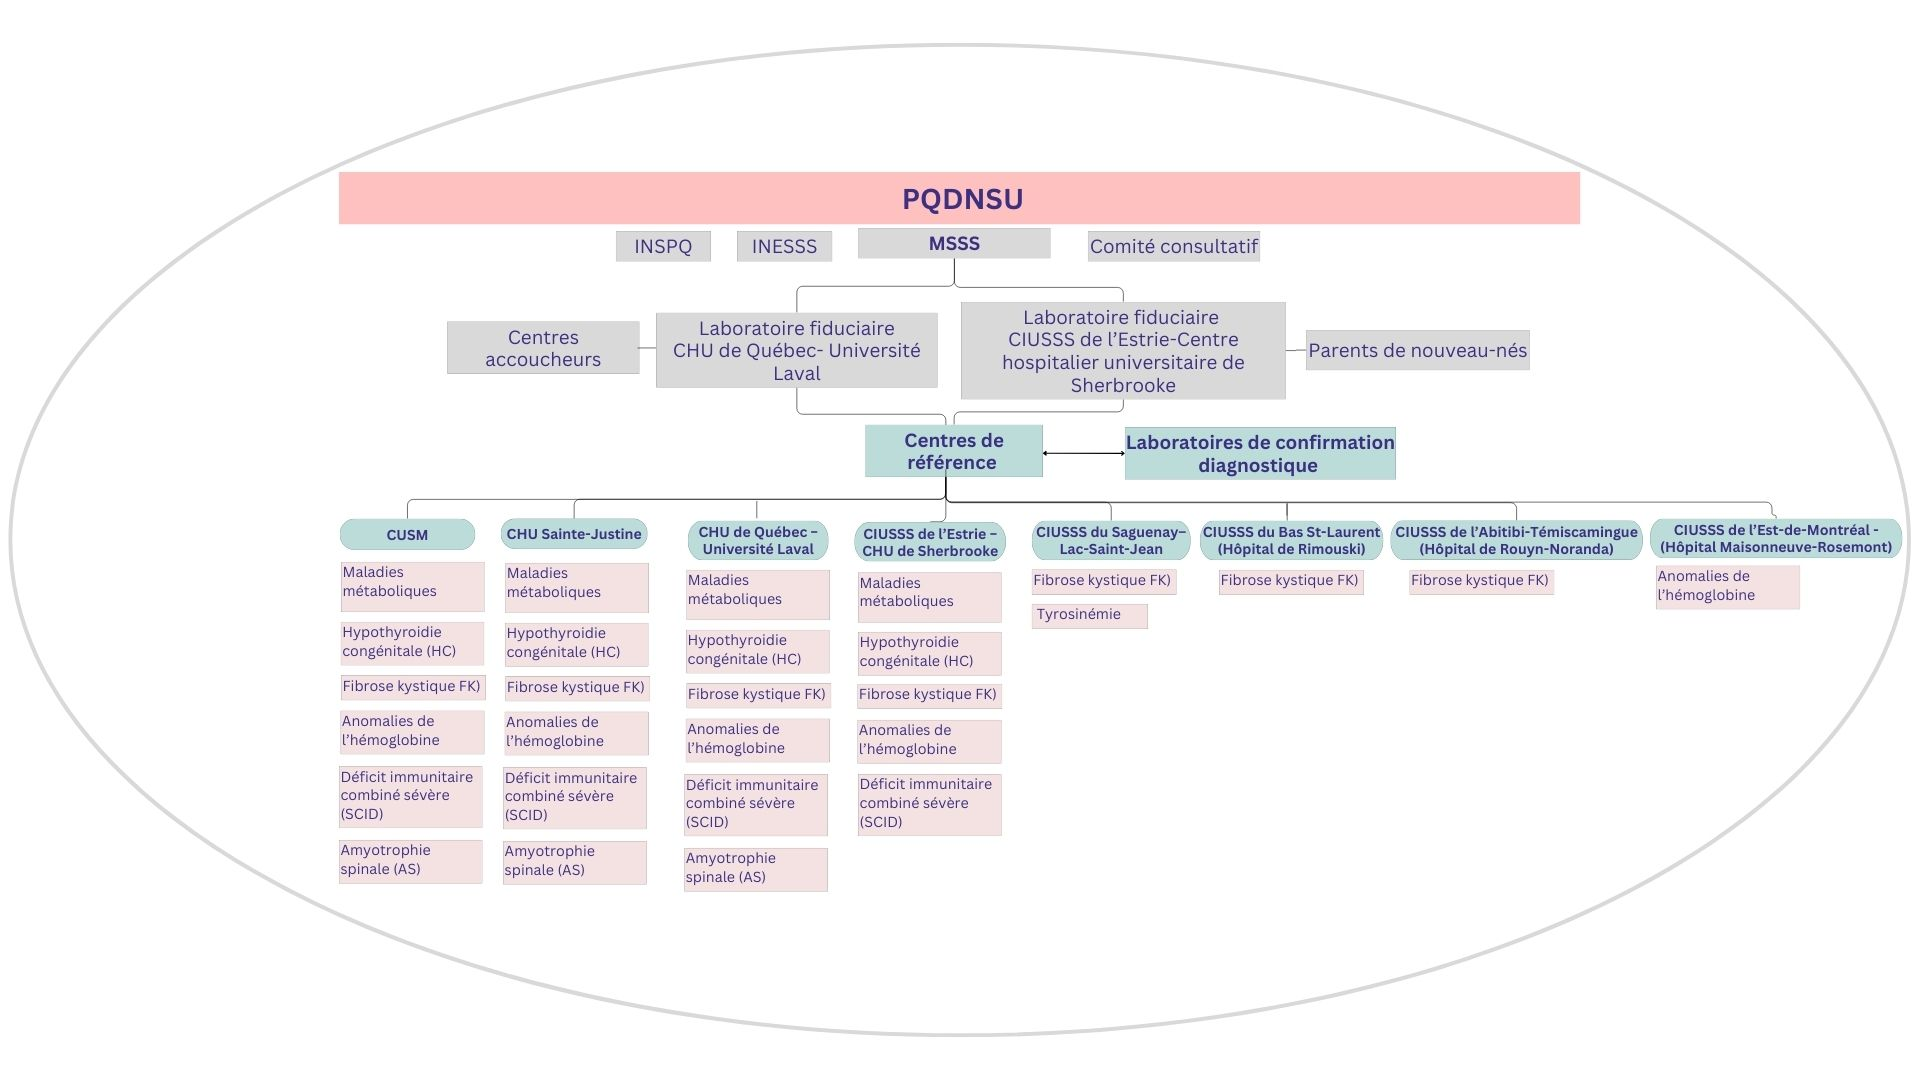 PQDNSU
INSPQ
INESSS
MSSS
Comité consultatif
Centres
accoucheurs
Laboratoire fiduciaire
CHU de Québec- Université
Laval
Laboratoire fiduciaire
CIUSSS de l’Estrie-Centre
hospitalier universitaire de
Sherbrooke
Parents de nouveau-nés
Centres de
référence
Laboratoires de confirmation
diagnostique
CUSM
Maladies
métaboliques
Hypothyroidie
congénitale (HC)
Fibrose kystique FK)
Anomalies de
l’hémoglobine
Déficit immunitaire
combiné sévère
(SCID)
Amyotrophie
spinale (AS)
CHU Sainte-Justine
Maladies
métaboliques
Hypothyroidie
congénitale (HC)
Fibrose kystique FK)
Anomalies de
l’hémoglobine
Déficit immunitaire
combiné sévère
(SCID)
Amyotrophie
spinale (AS)
CHU de Québec –
Université Laval
Maladies
métaboliques
Hypothyroidie
congénitale (HC)
Fibrose kystique FK)
Anomalies de
l’hémoglobine
Déficit immunitaire
combiné sévère
(SCID)
Amyotrophie
spinale (AS)
CIUSSS de l’Estrie –
CHU de Sherbrooke
Maladies
métaboliques
Hypothyroidie
congénitale (HC)
Fibrose kystique FK)
Anomalies de
l’hémoglobine
Déficit immunitaire
combiné sévère
(SCID)
CIUSSS du Saguenay–
Lac-Saint-Jean
Fibrose kystique FK)
Tyrosinémie
CIUSSS du Bas St-Laurent
(Hôpital de Rimouski)
Fibrose kystique FK)
CIUSSS de l’Abitibi-Témiscamingue
(Hôpital de Rouyn-Noranda)
Fibrose kystique FK)
CIUSSS de l’Est-de-Montréal -
(Hôpital Maisonneuve-Rosemont)
Anomalies de
l’hémoglobine